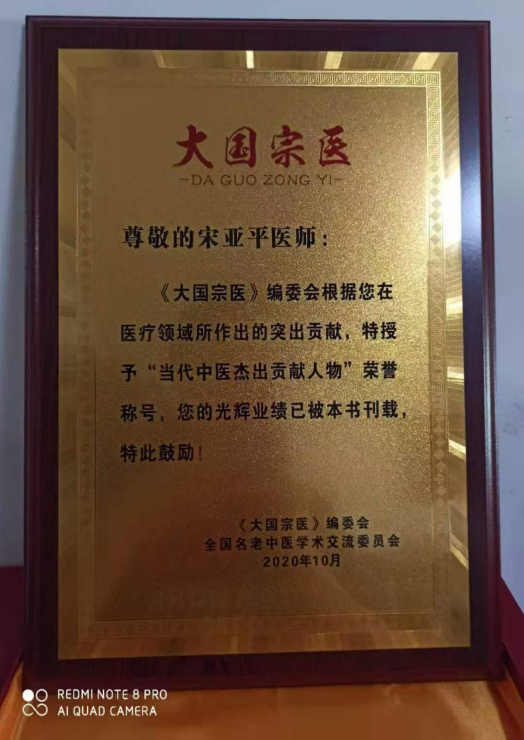 大国宗医
DA GUO ZONG YI
尊敬的宋亚平医师：
《大国宗医》编委会根据您在
医疗领域所作出的突出贡献，特授
予“当代中医杰出贡献人物”荣誉
称号，您的光辉业绩已被本书刊载，
特此鼓励！
《大国宗医》编委会
全国名老中医学术交流委员会
2020年10月
REDMI NOTE 8 PRO
AI QUAD CAMERA